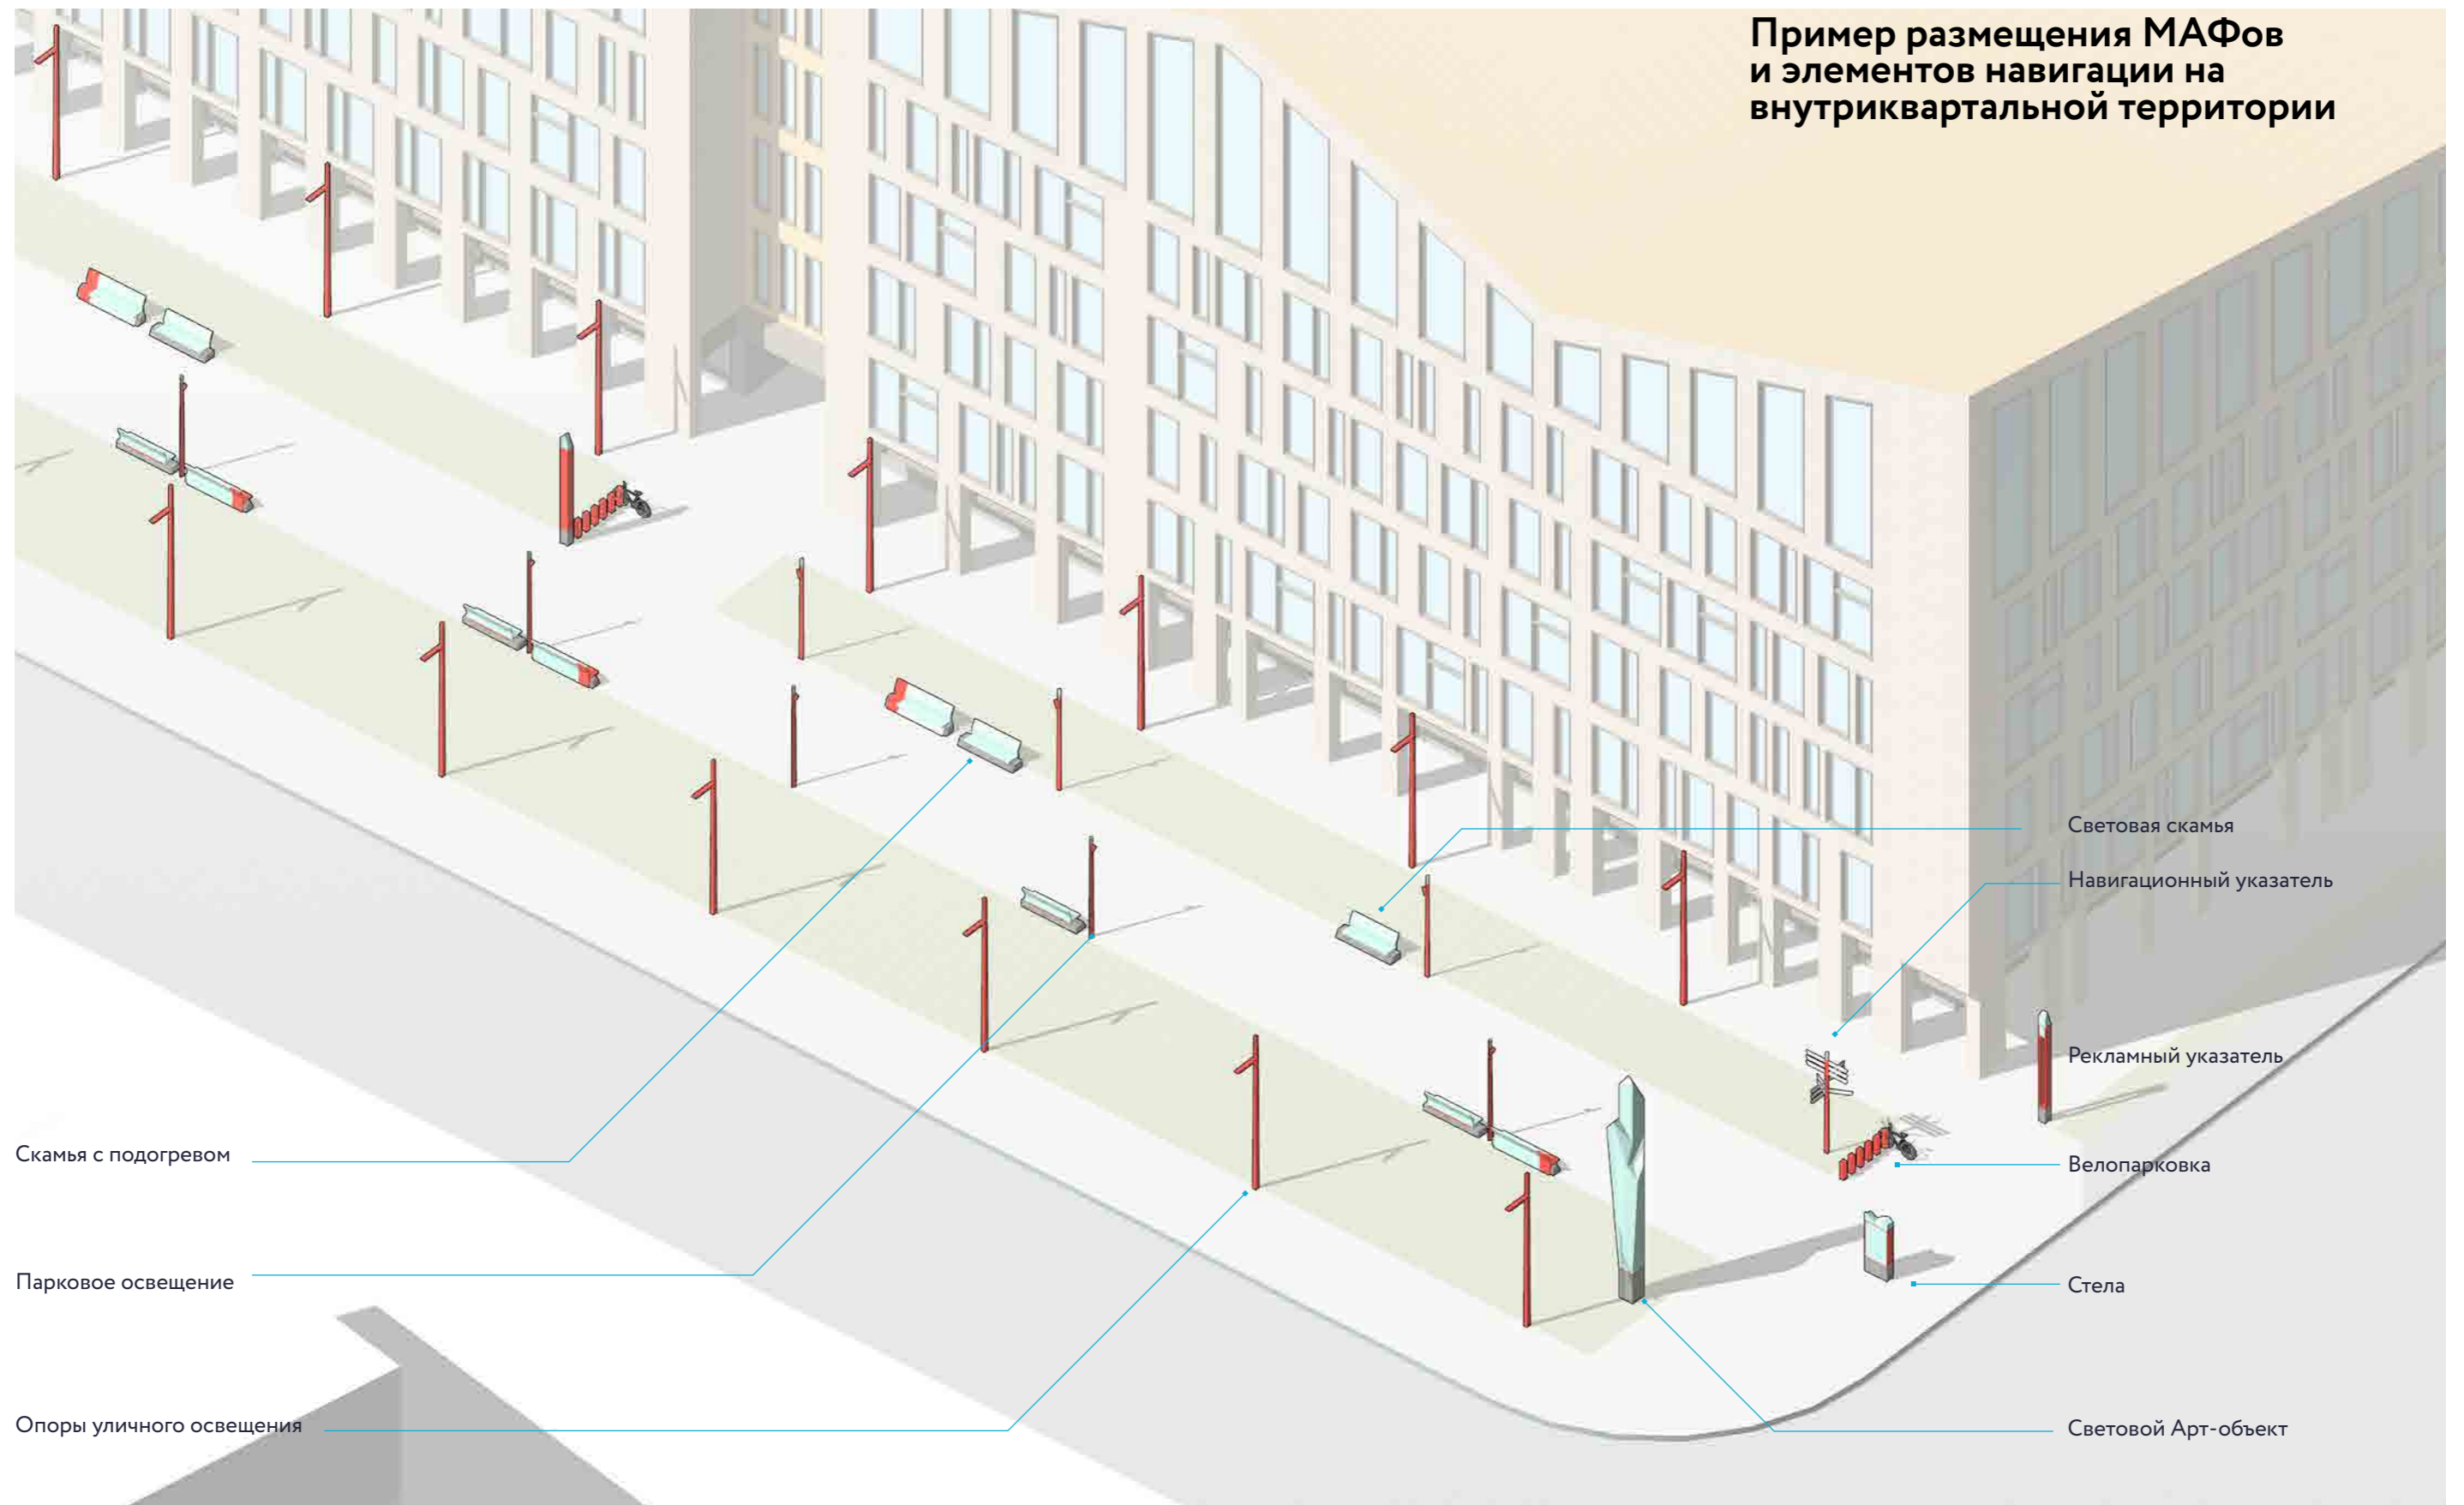 Пример размещения МАФов
и элементов навигации на
внутриквартальной территории
Световая скамья
Навигационный указатель
Рекламный указатель
Скамья с подогревом
Велопарковка
Парковое освещение
Стела
Опоры уличного освещения
Световой Арт-объект